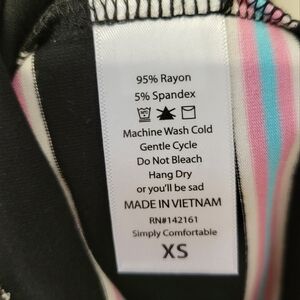 95% Rayon
5% Spandex
Machine Wash Cold
Gentle Cycle
Do Not Bleach
Hang Dry
or you'll be sad
MADE IN VIETNAM
RN#142161
Simply Comfortable
XS